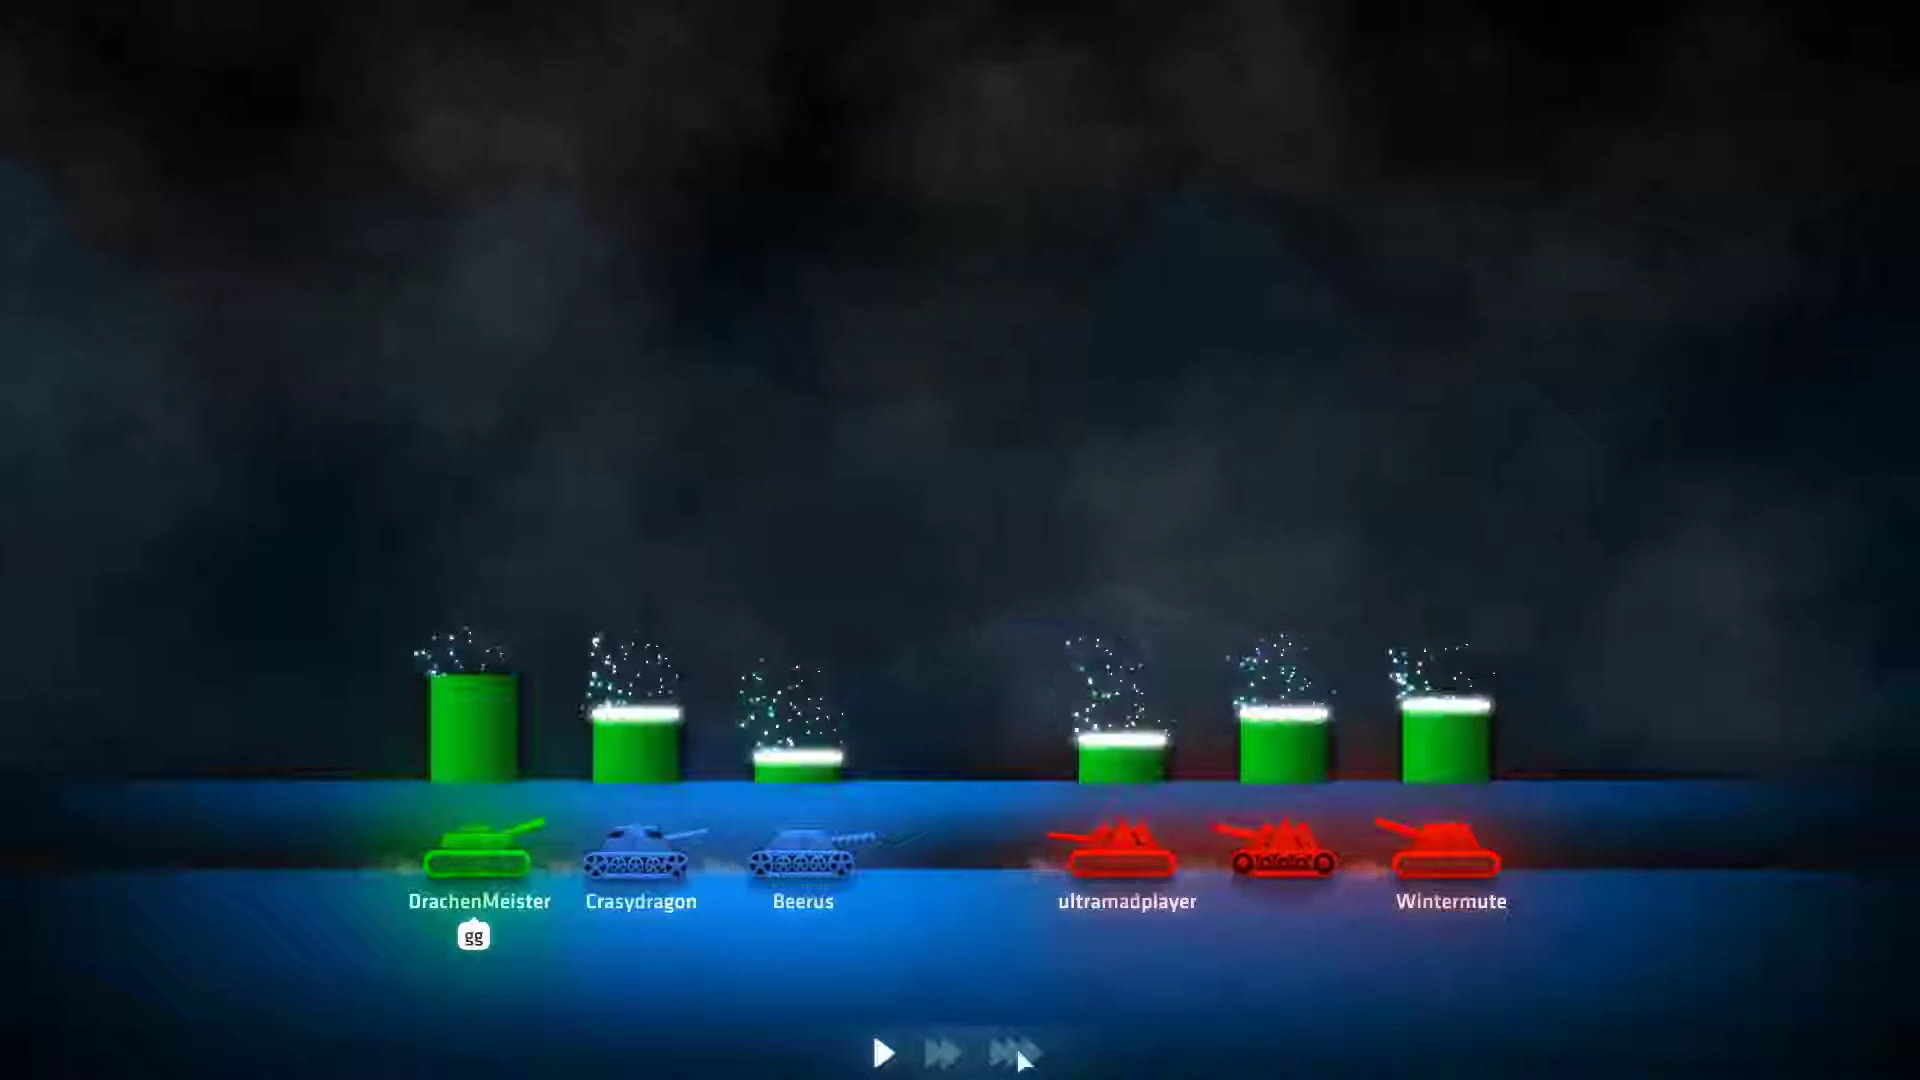 DrachenMeister
Crasydragon
Beerus
ultramadplayer
Wintermute
gg